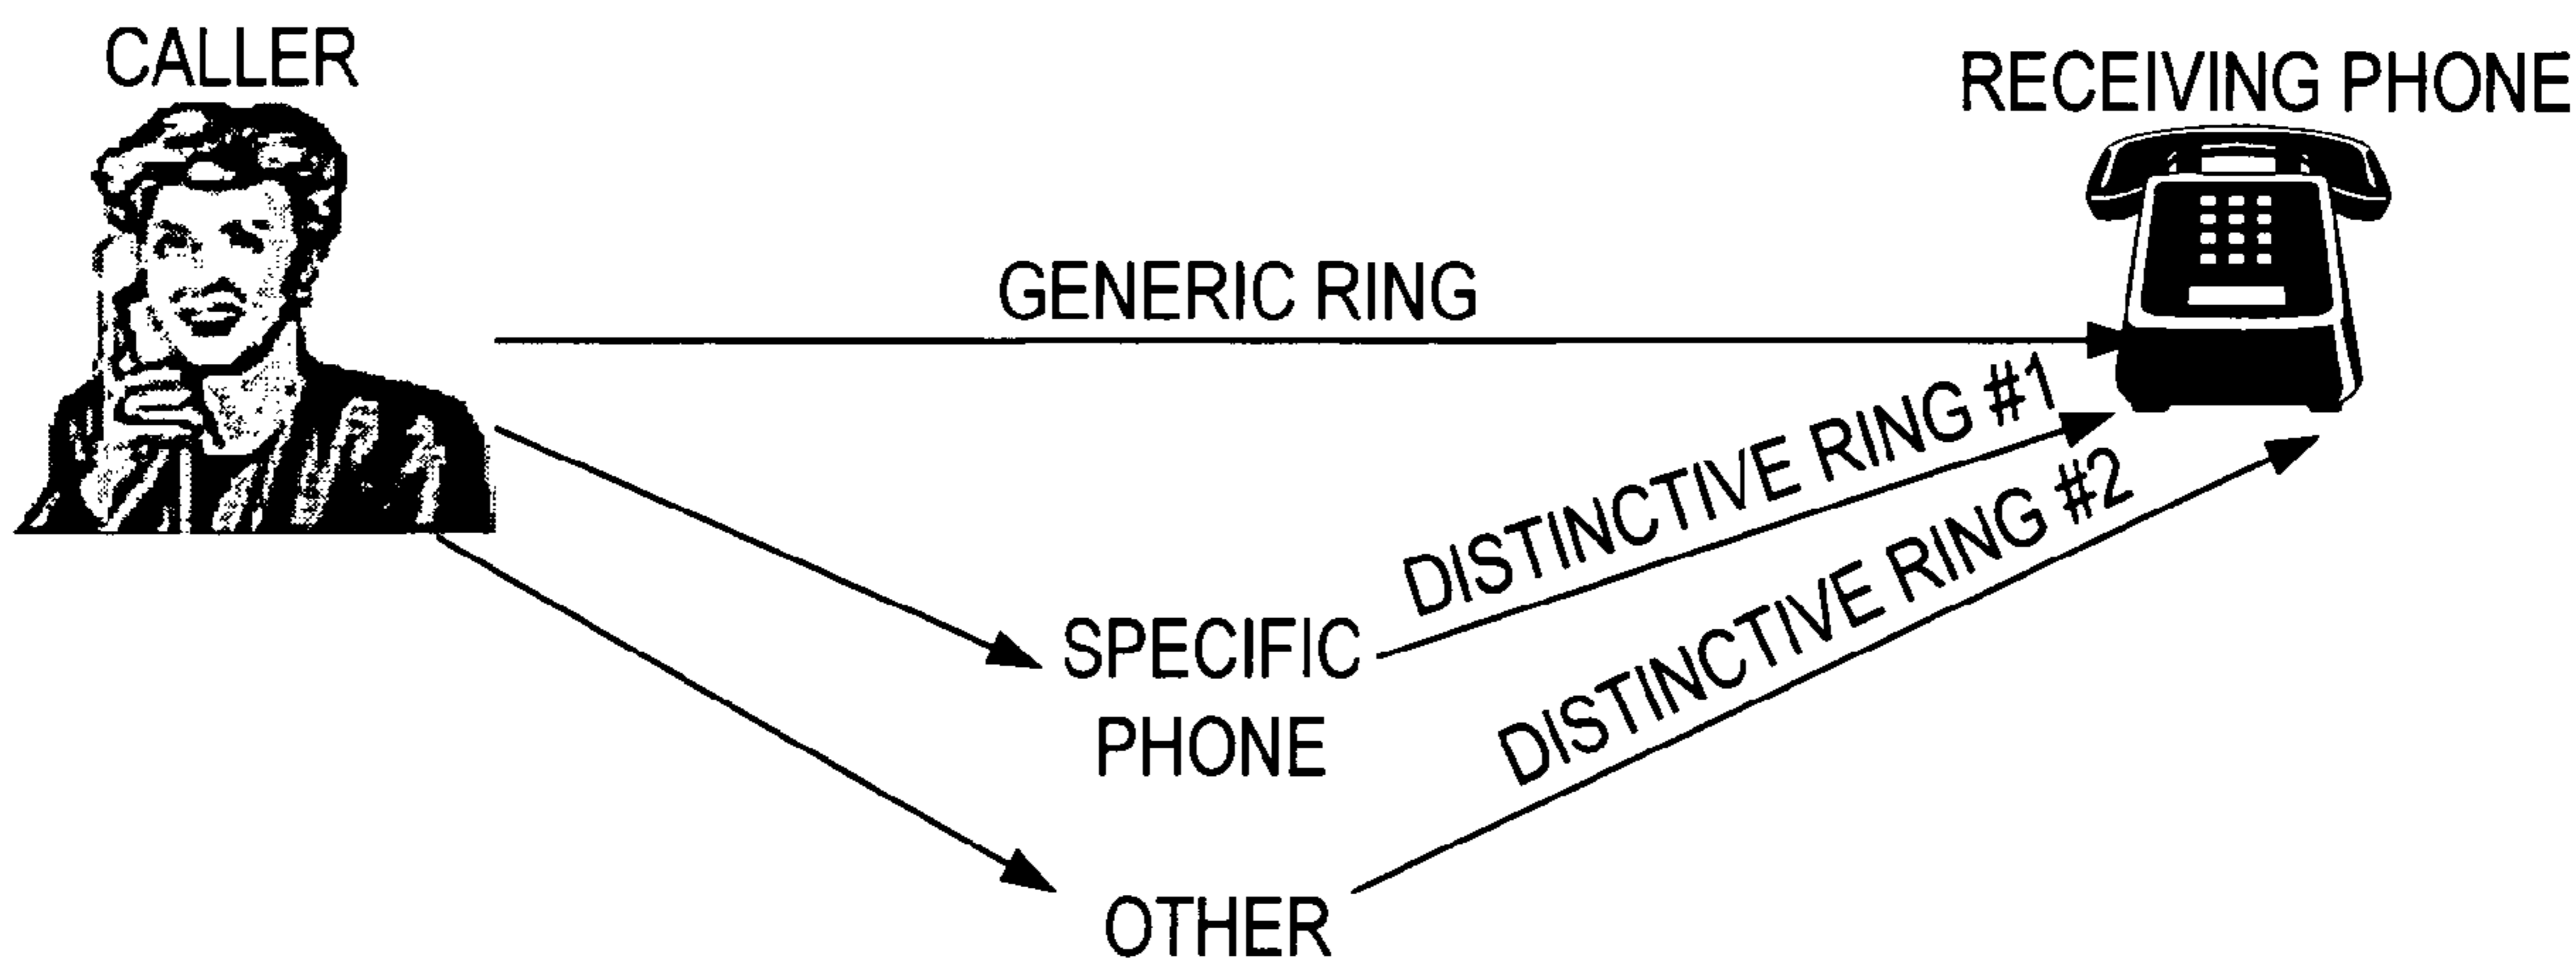 CALLER
RECEIVING PHONE
GENERIC RING
DISTINCTIVE RING #1
DISTINCTIVE RING #2
SPECIFIC
PHONE
OTHER